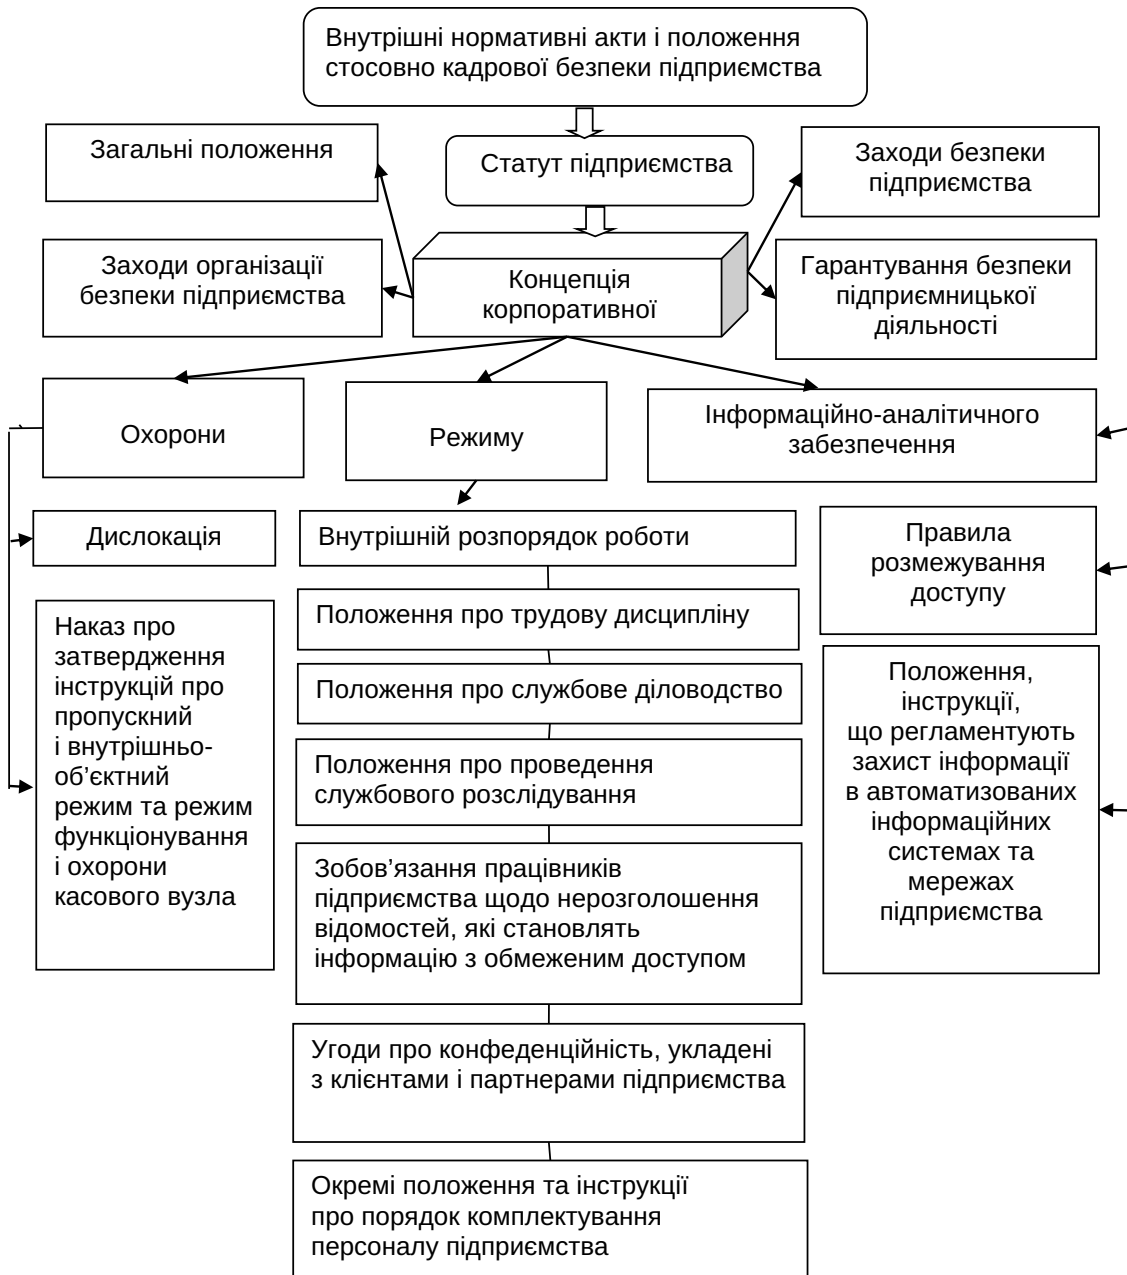 Внутрішні нормативні акти і положення
стосовно кадрової безпеки підприємства
Загальні положення
Статут підприємства
Заходи безпеки
підприємства
Заходи організації
безпеки підприємства
Концепція
корпоративної
Гарантування безпеки
підприємницької
діяльності
Охорони
Режиму
Інформаційно-аналітичного
забезпечення
Дислокація
Наказ про
затвердження
інструкцій про
пропускний
і внутрішньо-
об’єктний
режим та режим
функціонування
і охорони
касового вузла
Внутрішній розпорядок роботи
Положення про трудову дисципліну
Положення про службове діловодство
Положення про проведення
службового розслідування
Зобов’язання працівників
підприємства щодо нерозголошення
відомостей, які становлять
інформацію з обмеженим доступом
Угоди про конфеденційність, укладені
з клієнтами і партнерами підприємства
Окремі положення та інструкції
про порядок комплектування
персоналу підприємства
Правила
розмежування
доступу
Положення,
інструкції,
що регламентують
захист інформації
в автоматизованих
інформаційних
системах та
мережах
підприємства